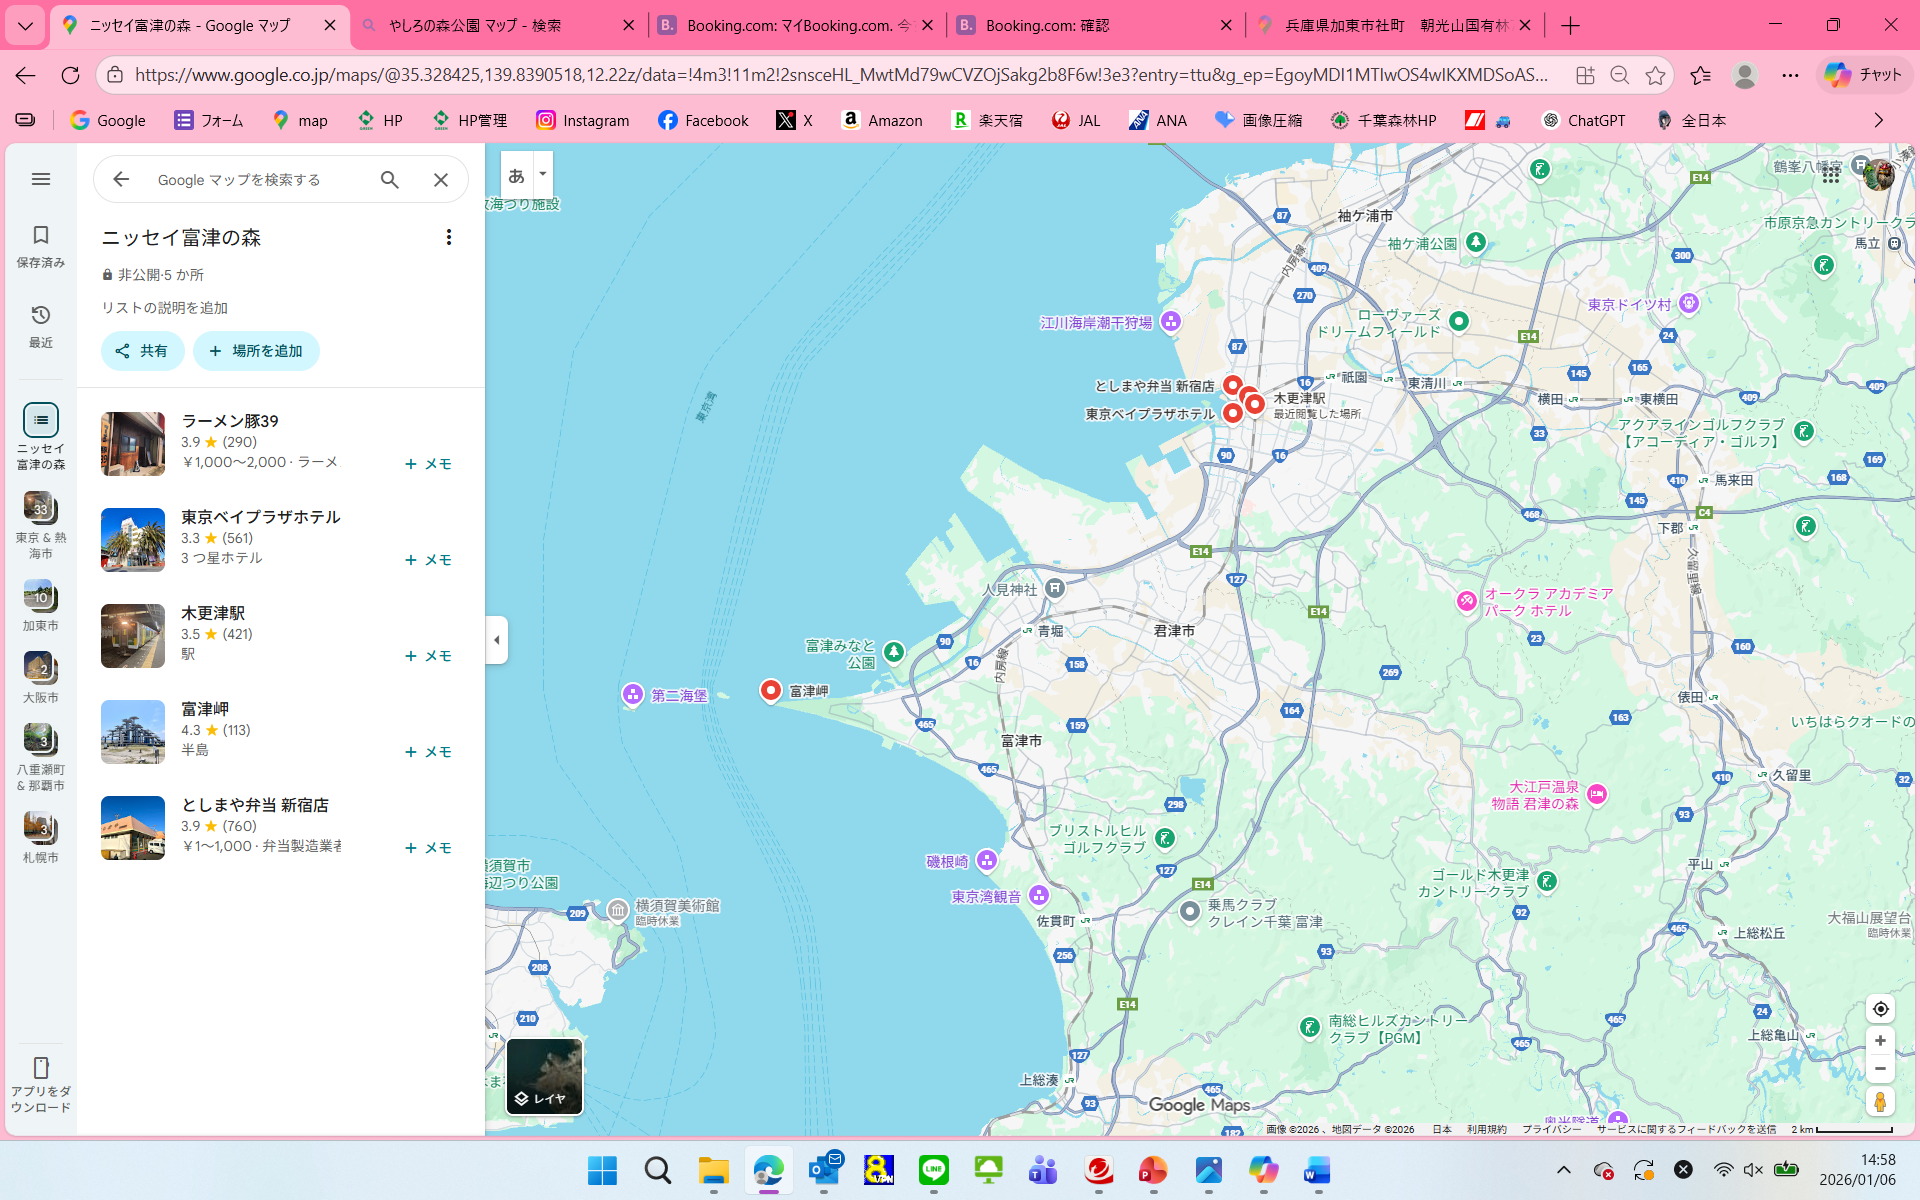 ニッセイ富津の森 - Google マップ
やしろの森公園 マップ - 検索
Booking.com: マイBooking.com. 今
Booking.com: 確認
兵庫県加東市社町　朝光山国有林
https://www.google.co.jp/maps/@35.328425,139.8390518,12.22z/data=!4m3!11m2!2snsceHL_MwtMd79wCVZOjSakg2b8F6w!3e3?entry=ttu&g_ep=EgoyMDI1MTIwOS4wIKXMDSoAS...
チャット
Google
フォーム
map
HP
HP管理
Instagram
Facebook
X
Amazon
楽天宿
JAL
ANA
画像圧縮
千葉森林HP
ChatGPT
全日本
Google マップを検索する
ニッセイ富津の森
非公開·5 か所
リストの説明を追加
共有
場所を追加
保存済み
最近
ニッセイ
富津の森
33
東京 & 熱
海市
10
加東市
2
大阪市
3
八重瀬町
& 那覇市
3
札幌市
アプリをダ
ウンロード
ラーメン豚39
3.9 ★ (290)
￥1,000～2,000 · ラーメ
メモ
東京ベイプラザホテル
3.3 ★ (561)
3 つ星ホテル
メモ
木更津駅
3.5 ★ (421)
駅
メモ
富津岬
4.3 ★ (113)
半島
メモ
としまや弁当 新宿店
3.9 ★ (760)
￥1～1,000 · 弁当製造業者
メモ
あ
海づり施設
東京湾
袖ケ浦市
袖ケ浦公園
鶴峯八幡宮
市原京急カントリークラ
馬立
東京ドイツ村
江川海岸潮干狩場
ローヴァーズ
ドリームフィールド
内房線
としまや弁当 新宿店
東京ベイプラザホテル
木更津駅
最近閲覧した場所
祇園
東清川
横田
東横田
アクアラインゴルフクラブ
【アコーディア・ゴルフ】
馬来田
下郡
久留里線
オークラ アカデミア
パーク ホテル
人見神社
青堀
君津市
富津みなと
公園
内房線
第二海堡
富津岬
富津市
俵田
いちはらクオードの
久留里
大江戸温泉
物語 君津の森
ブリストルヒル
ゴルフクラブ
磯根崎
東京湾観音
佐貫町
平山
ゴールド木更津
カントリークラブ
乗馬クラブ
クレイン千葉 富津
大福山展望台
臨時休業
上総松丘
須賀市
辺つり公園
横須賀美術館
臨時休業
南総ヒルズカントリー
クラブ【PGM】
上総亀山
上総湊
レイヤ
Google Maps
画像 ©2026 、地図データ ©2026
日本
利用規約
プライバシー
サービスに関するフィードバックを送信
2 km
14:58
2026/01/06